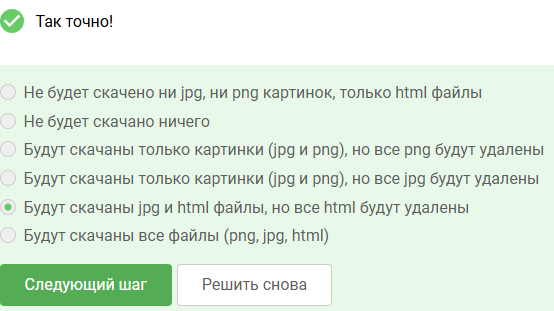 Так точно!
Не будет скачено ни jpg, ни png картинок, только html файлы
Не будет скачано ничего
Будут скачаны только картинки (jpg и png), но все png будут удалены
Будут скачаны только картинки (jpg и png), но все jpg будут удалены
Будут скачаны jpg и html файлы, но все html будут удалены
Будут скачаны все файлы (png, jpg, html)
Следующий шаг
Решить снова